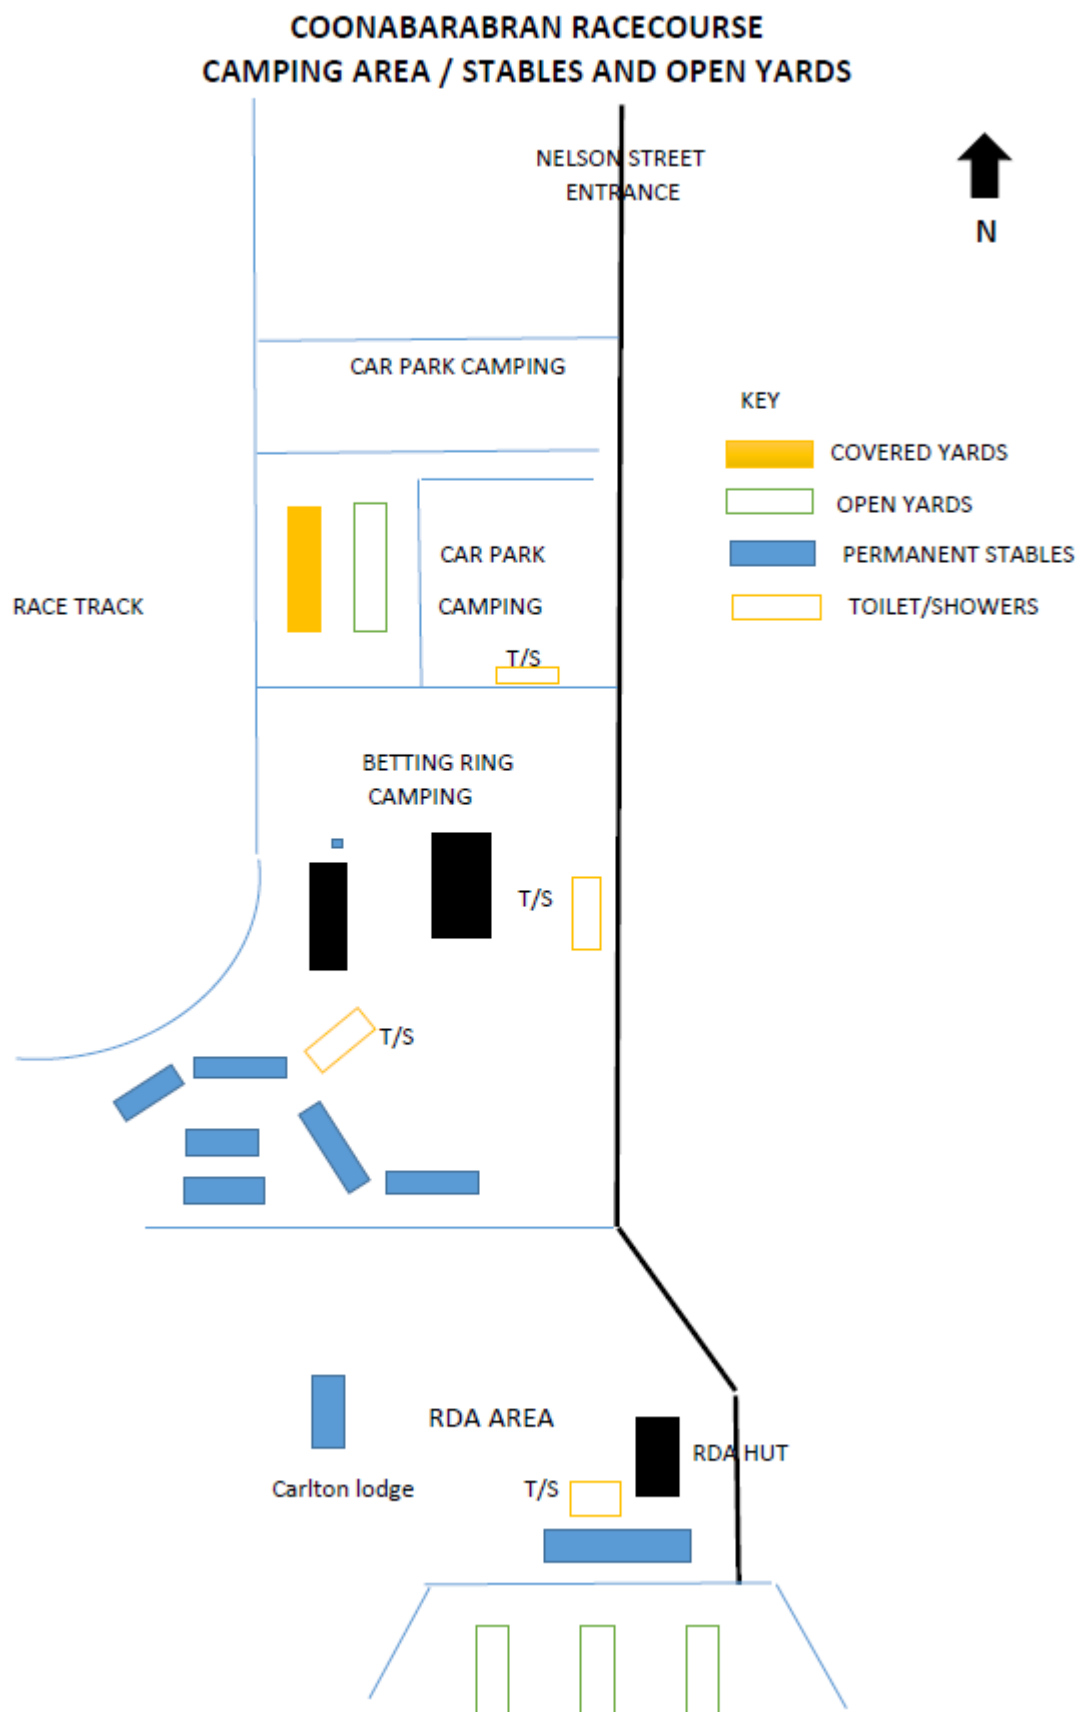 COONABARABRAN RACECOURSE
CAMPING AREA / STABLES AND OPEN YARDS
NELSON STREET
ENTRANCE
N
CAR PARK CAMPING
KEY
COVERED YARDS
OPEN YARDS
PERMANENT STABLES
TOILET/SHOWERS
CAR PARK
CAMPING
RACE TRACK
T/S
BETTING RING
CAMPING
T/S
T/S
RDA AREA
RDA HUT
Carlton lodge
T/S